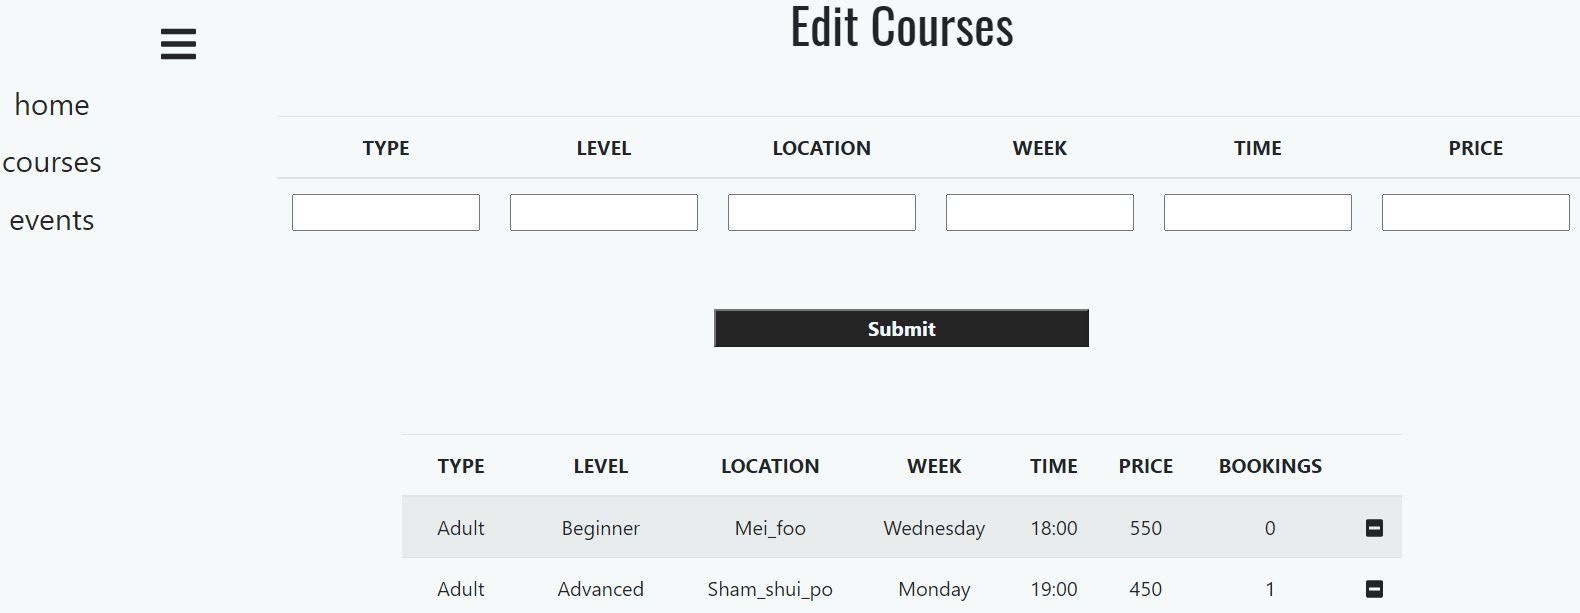 Edit Courses
home
courses
events
TYPE LEVEL LOCATION WEEK TIME PRICE
Submit
TYPE LEVEL LOCATION WEEK TIME PRICE BOOKINGS
Adult Beginner Mei_foo Wednesday 18:00 550 0
Adult Advanced Sham_shui_po Monday 19:00 450 1